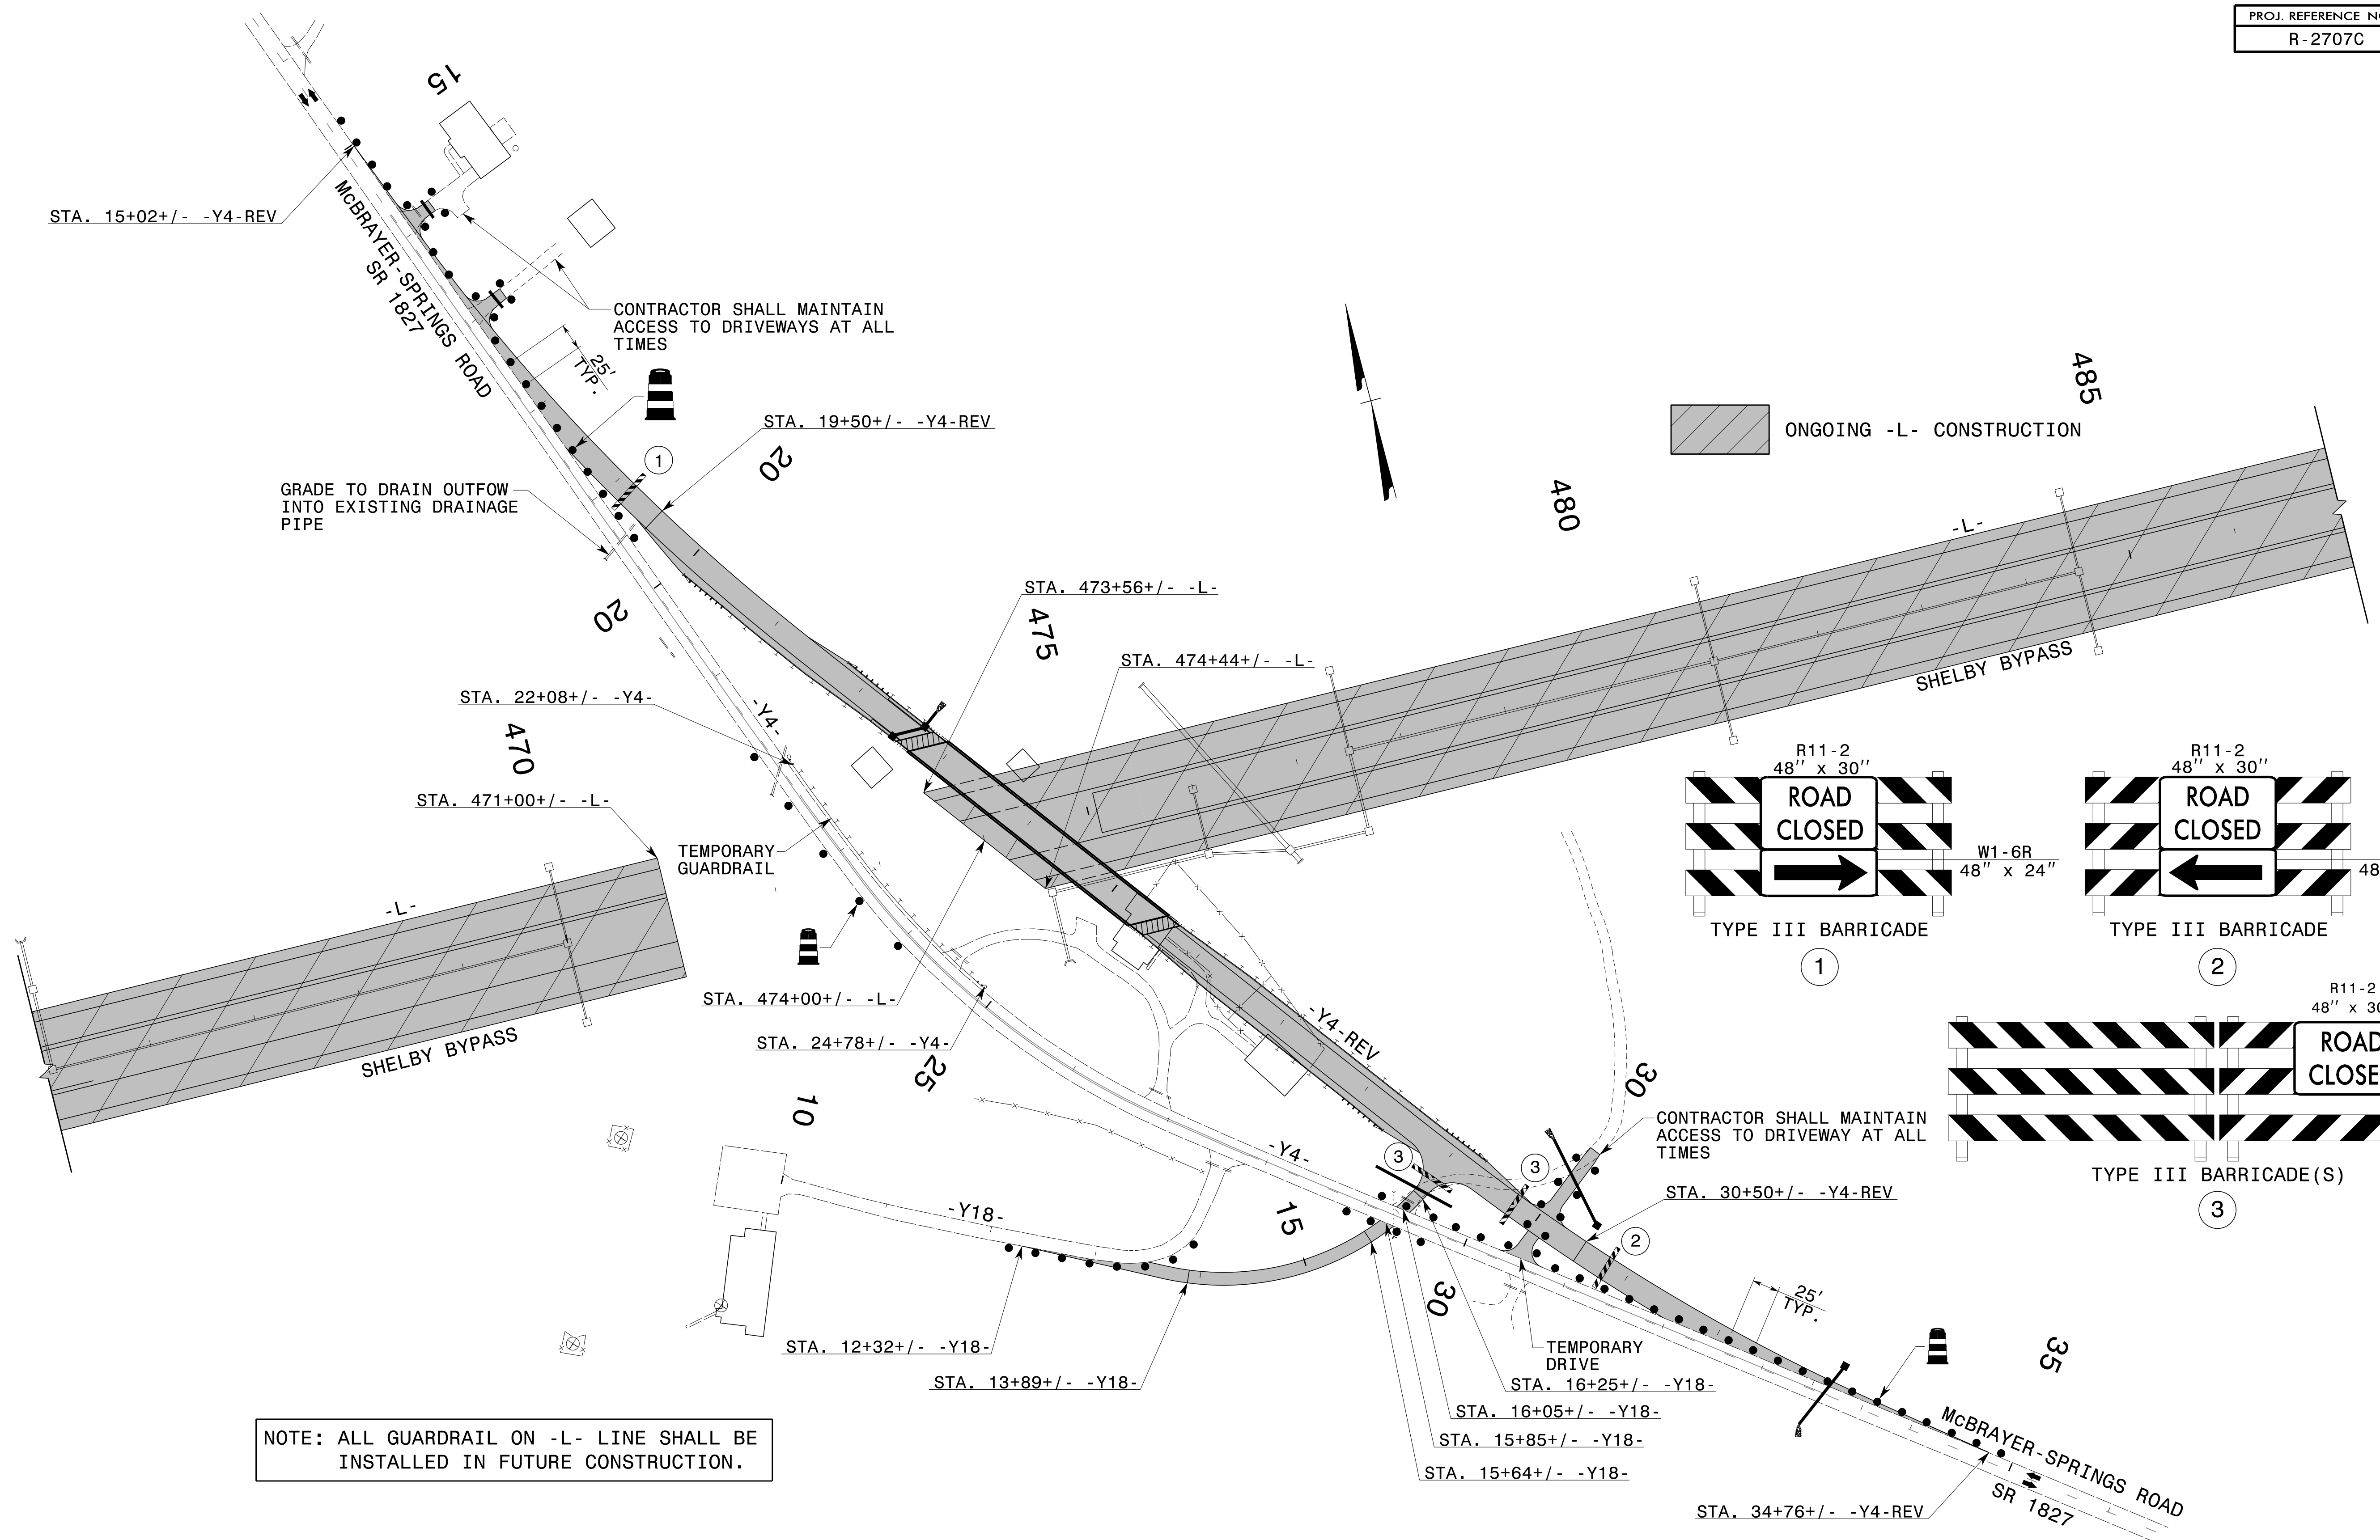 PROJ. REFERENCE NO
R-2707C
15
STA. 15+02+/- -Y4-REV
McBRAYER-SPRINGS ROAD
SR 1827
CONTRACTOR SHALL MAINTAIN
ACCESS TO DRIVEWAYS AT ALL
TIMES
25'
TYP.
STA. 19+50+/- -Y4-REV
1
20
GRADE TO DRAIN OUTFOW
INTO EXISTING DRAINAGE
PIPE
20
485
ONGOING -L- CONSTRUCTION
480
-L-
SHELBY BYPASS
STA. 473+56+/- -L-
475
STA. 474+44+/- -L-
STA. 22+08+/- -Y4-
-Y4-
470
STA. 471+00+/- -L-
TEMPORARY
GUARDRAIL
-L-
SHELBY BYPASS
STA. 474+00+/- -L-
STA. 24+78+/- -Y4-
25
-Y4-REV
R11-2
48" x 30"
ROAD
CLOSED
W1-6R
48" x 24"
TYPE III BARRICADE
1
R11-2
48" x 30"
ROAD
CLOSED
48
TYPE III BARRICADE
2
R11-2
48" x 30
ROAD
CLOSE
TYPE III BARRICADE(S)
3
30
CONTRACTOR SHALL MAINTAIN
ACCESS TO DRIVEWAY AT ALL
TIMES
10
-Y4-
3
3
STA. 30+50+/- -Y4-REV
-Y18-
15
2
30
25'
TYP.
STA. 12+32+/- -Y18-
STA. 13+89+/- -Y18-
TEMPORARY
DRIVE
STA. 16+25+/- -Y18-
STA. 16+05+/- -Y18-
STA. 15+85+/- -Y18-
STA. 15+64+/- -Y18-
35
McBRAYER-SPRINGS ROAD
SR 1827
STA. 34+76+/- -Y4-REV
NOTE: ALL GUARDRAIL ON -L- LINE SHALL BE
INSTALLED IN FUTURE CONSTRUCTION.